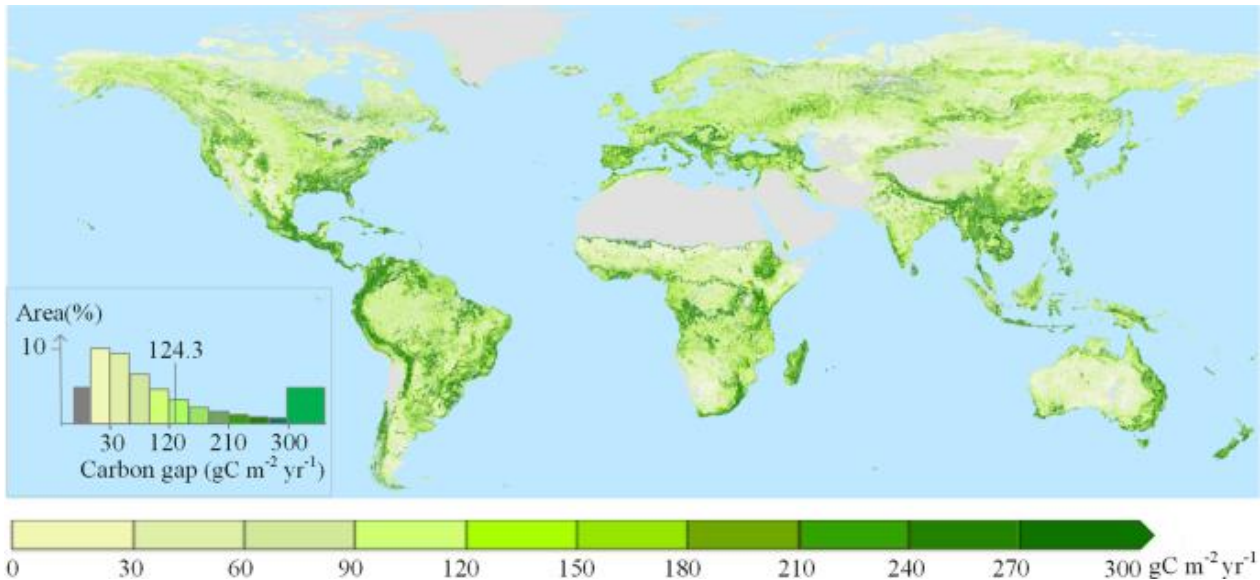 Area(%)
10
124.3
30 120 210 300
Carbon gap (gC m⁻² yr⁻¹)
0 30 60 90 120 150 180 210 240 270 300 gC m⁻² yr⁻¹